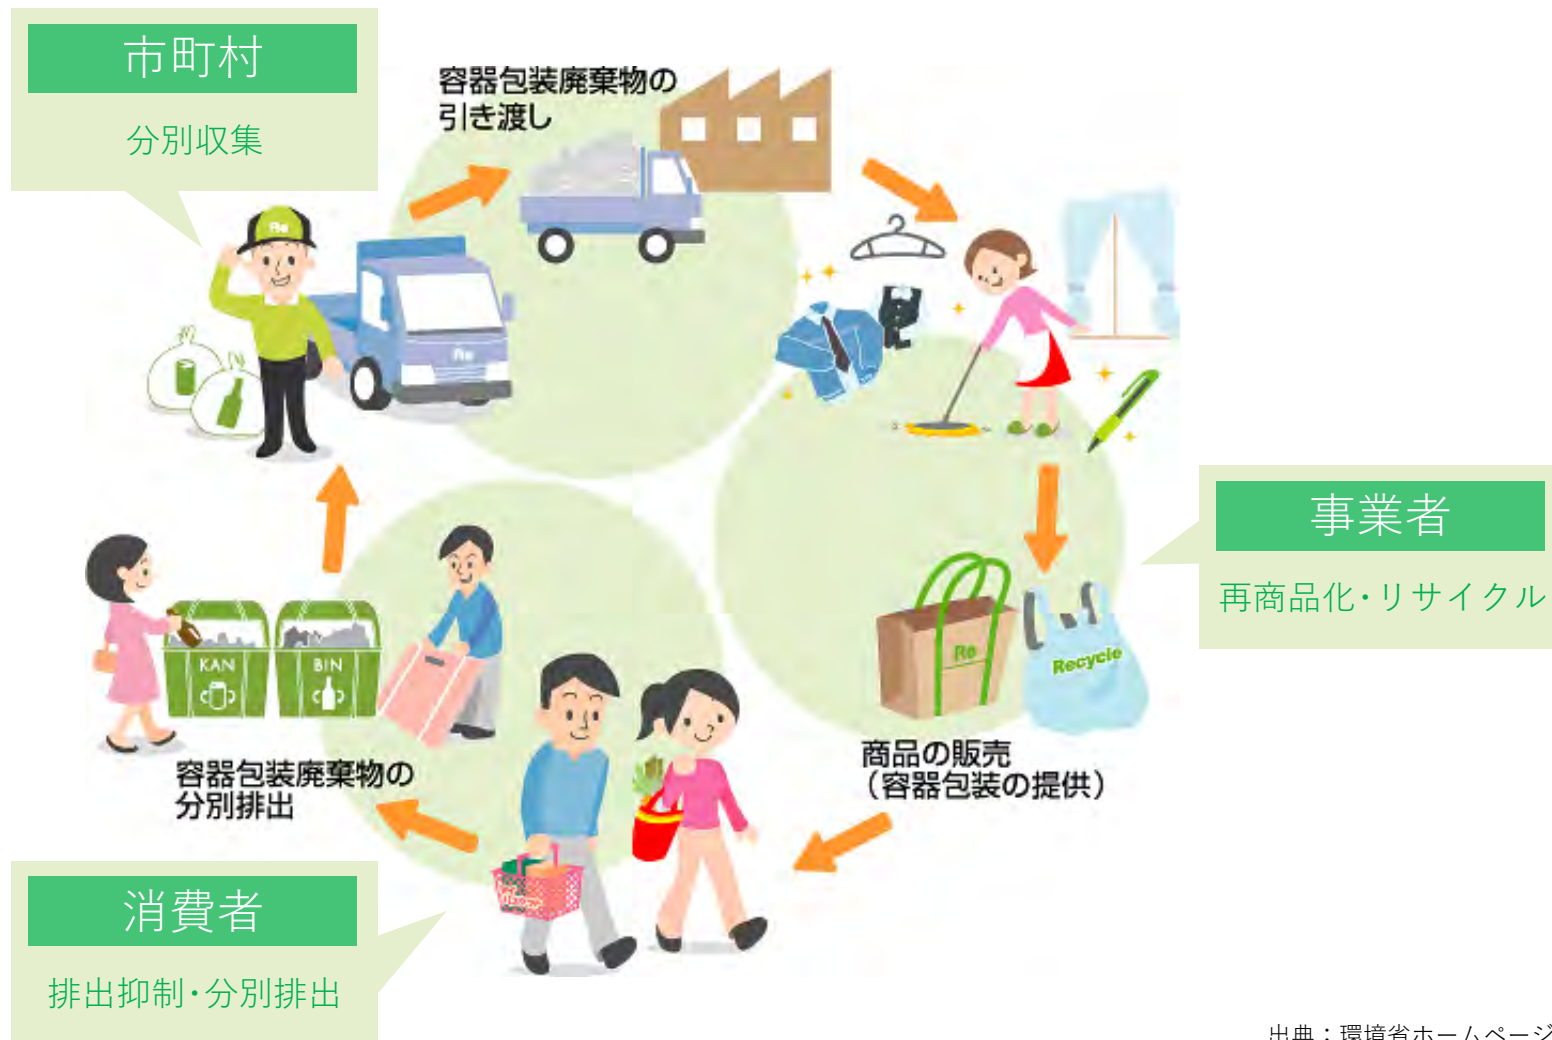 市町村
分別収集
容器包装廃棄物の
引き渡し
Re
Re
事業者
再商品化・リサイクル
Re
Recycle
商品の販売
（容器包装の提供）
KAN
BIN
容器包装廃棄物の
分別排出
消費者
排出抑制・分別排出
出典：環境省ホームページ